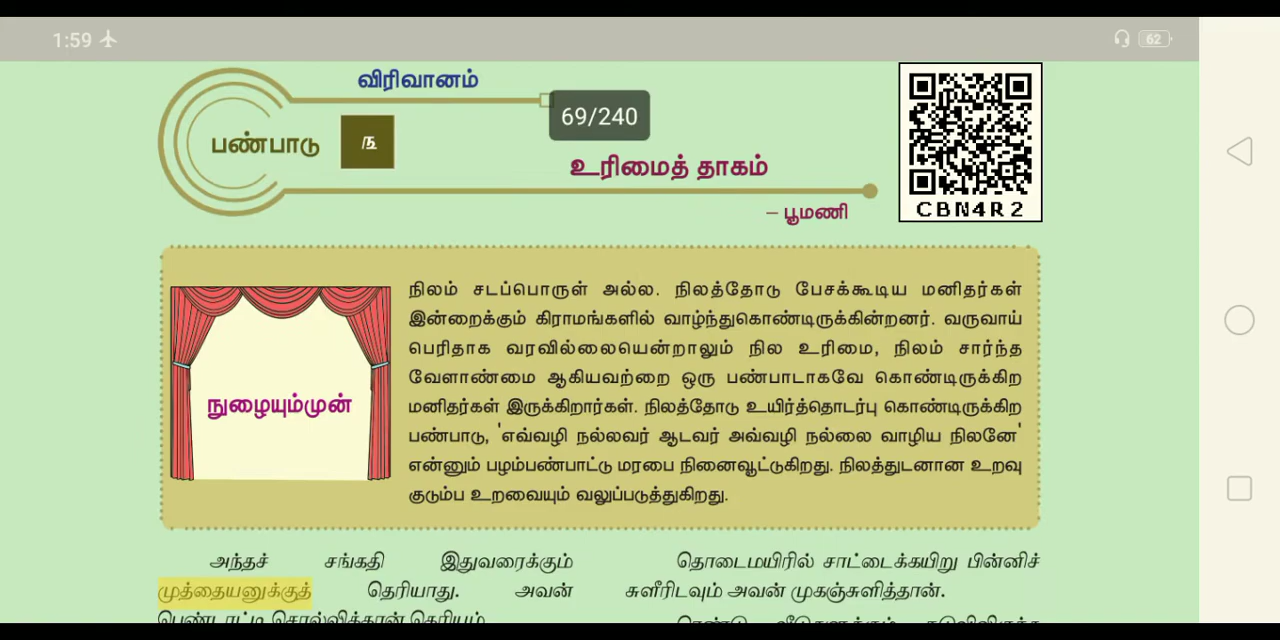 1:59
62
விரிவானம்
69/240
பண்பாடு
௩
உரிமைத் தாகம்
– பூமணி
CBN4R2
நுழையும்முன்
நிலம் சடப்பொருள் அல்ல. நிலத்தோடு பேசக்கூடிய மனிதர்கள்
இன்றைக்கும் கிராமங்களில் வாழ்ந்துகொண்டிருக்கின்றனர். வருவாய்
பெரிதாக வரவில்லையென்றாலும் நில உரிமை, நிலம் சார்ந்த
வேளாண்மை ஆகியவற்றை ஒரு பண்பாடாகவே கொண்டிருக்கிற
மனிதர்கள் இருக்கிறார்கள். நிலத்தோடு உயிர்த்தொடர்பு கொண்டிருக்கிற
பண்பாடு, 'எவ்வழி நல்லவர் ஆடவர் அவ்வழி நல்லை வாழிய நிலனே'
என்னும் பழம்பண்பாட்டு மரபை நினைவூட்டுகிறது. நிலத்துடனான உறவு
குடும்ப உறவையும் வலுப்படுத்துகிறது.
அந்தச் சங்கதி இதுவரைக்கும்
முத்தையனுக்குத் தெரியாது. அவன்
பெண்டாட்டி சொல்லித்தான் தெரியும்.
தொடைமயிரில் சாட்டைக்கயிறு பின்னிச்
சுளீரிடவும் அவன் முகஞ்சுளித்தான்.
ரெண்டு வீடுகளுக்கும் நடுவிலிருந்த